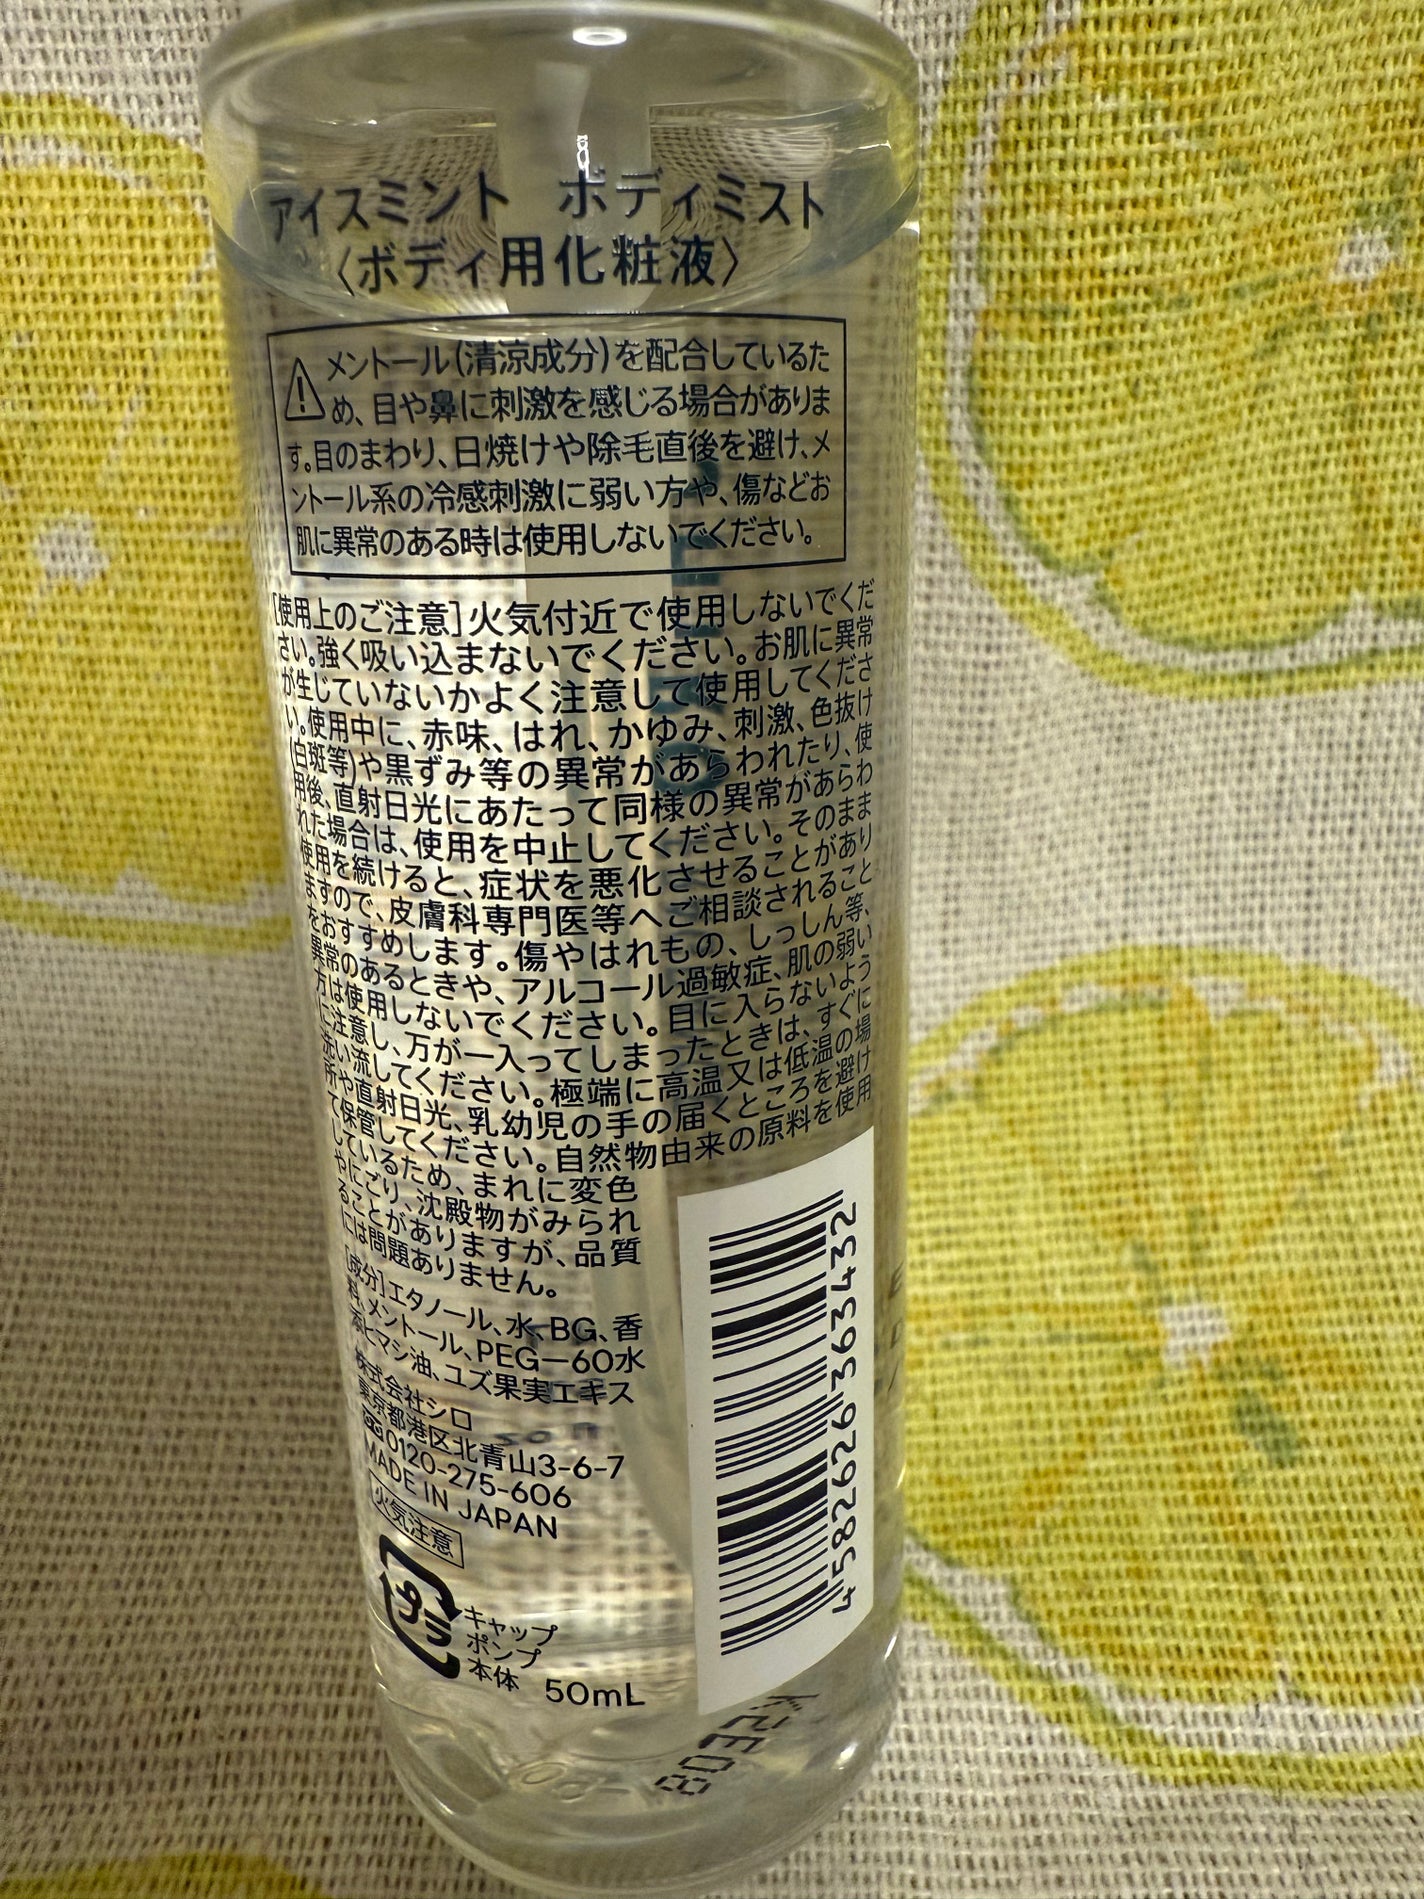 アイスミント　ボディミスト
〈ボディ用化粧液〉
メントール(清涼成分)を配合しているた
め、目や鼻に刺激を感じる場合がありま
す。目のまわり、日焼けや除毛直後を避け、メ
ントール系の冷感刺激に弱い方や、傷などお
肌に異常のある時は使用しないでください。
[使用上のご注意]火気付近で使用しないでくだ
さい。強く吸い込まないでください。お肌に異常
が生じていないかよく注意して使用してくださ
い。使用中に、赤味、はれ、かゆみ、刺激、色抜け
(白斑等)や黒ずみ等の異常があらわれたり、使
用後、直射日光にあたって同様の異常があらわ
れた場合は、使用を中止してください。そのまま
使用を続けると、症状を悪化させることがあり
ますので、皮膚科専門医等へご相談されること
をおすすめします。傷やはれもの、しっしん等、
異常のあるときや、アルコール過敏症、肌の弱い
方は使用しないでください。目に入らないよう
に注意し、万が一入ってしまったときは、すぐに
洗い流してください。極端に高温又は低温の場
所や直射日光、乳幼児の手の届くところを避け
て保管してください。自然物由来の原料を使用
しているため、まれに変色
やにごり、沈殿物がみられ
ることがありますが、品質
には問題ありません。
[成分]エタノール、水、BG、香
料、メントール、PEG－60水
添ヒマシ油、ユズ果実エキス
株式会社シロ
東京都港区北青山3-6-7
0120-275-606
MADE IN JAPAN
火気注意
プラ
キャップ
ポンプ
本体
50mL
4582626363432